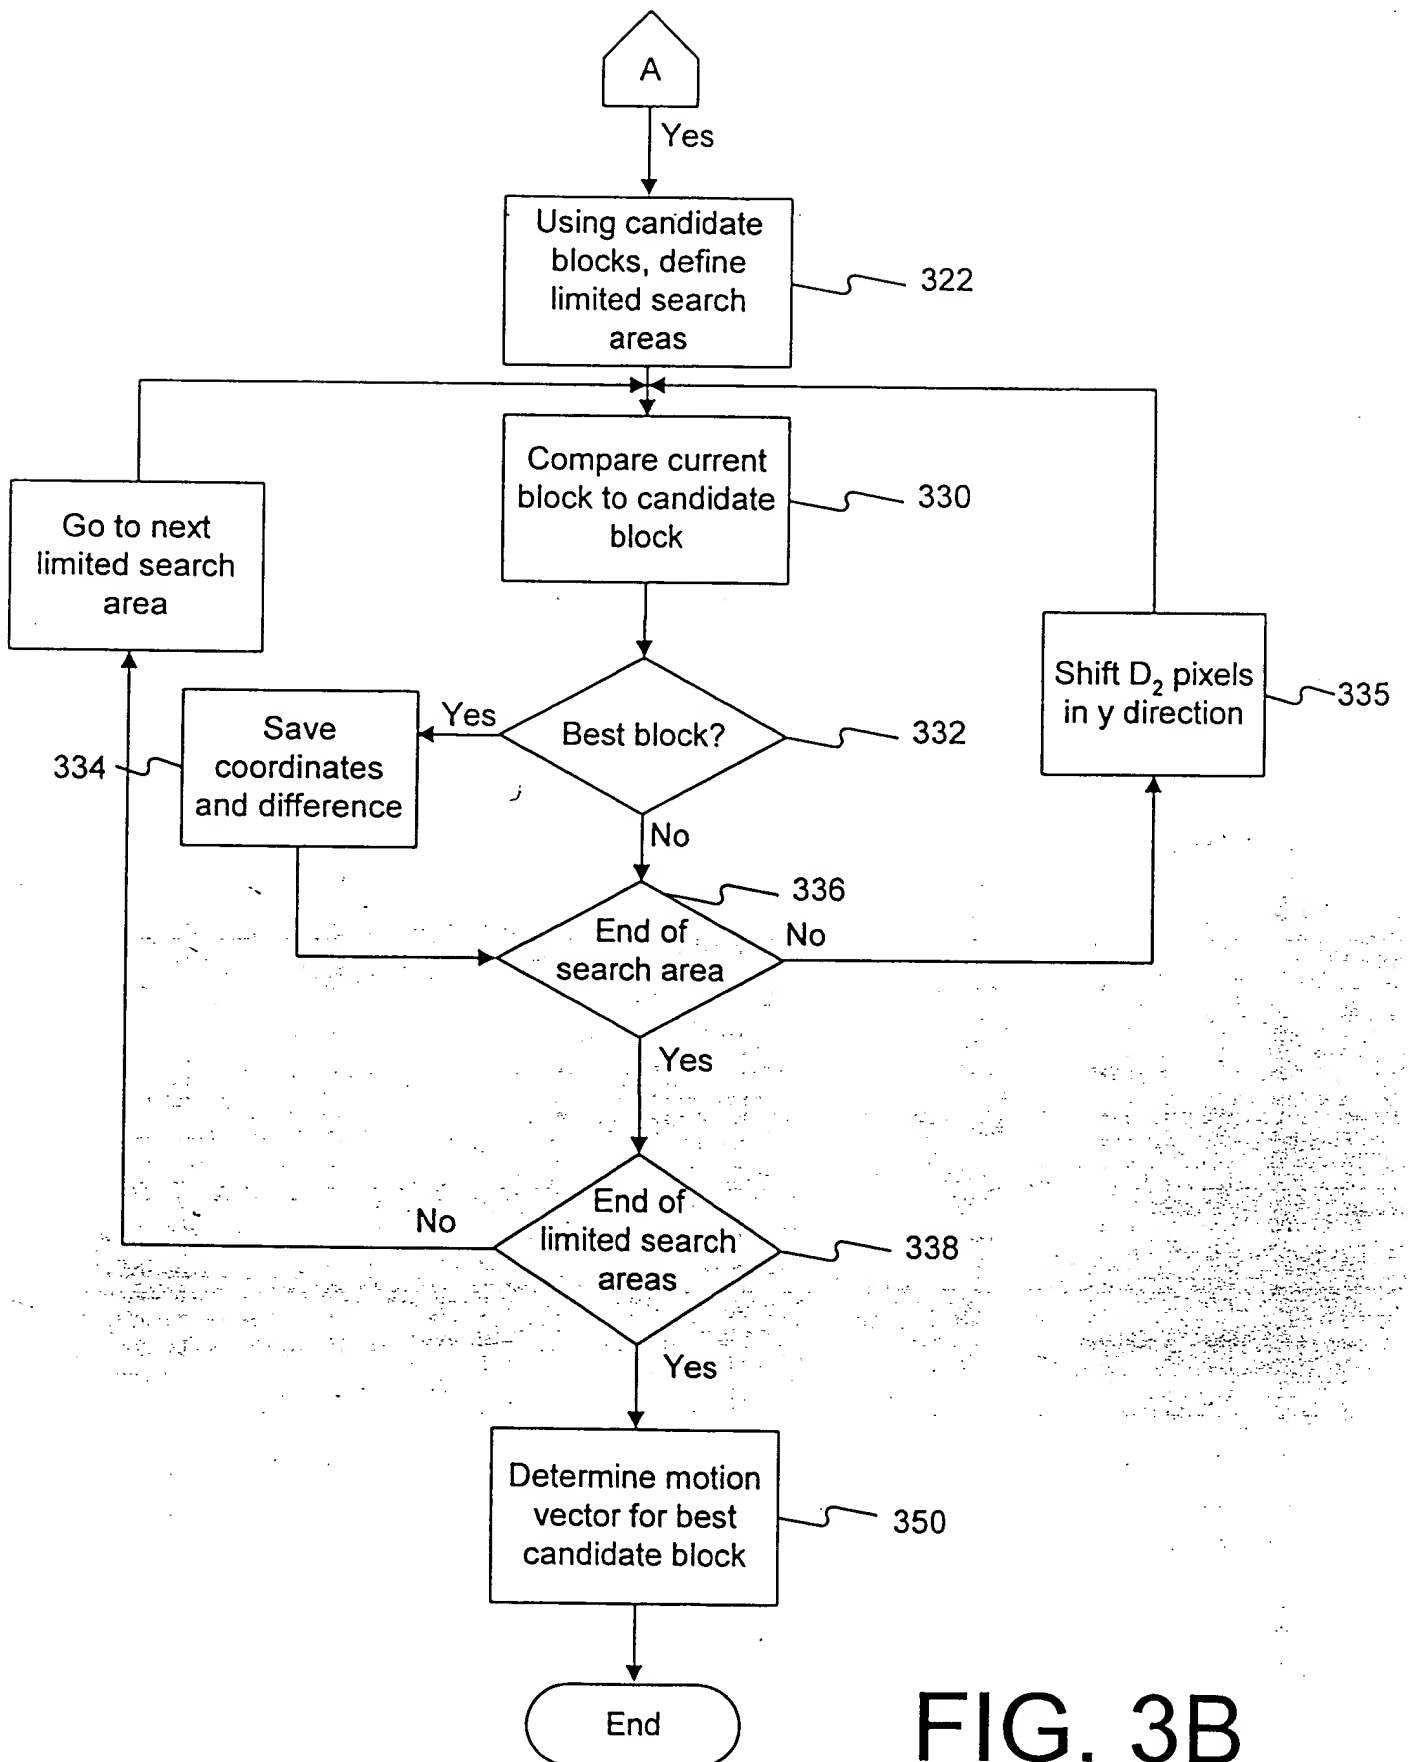 A
Yes
Using candidate
blocks, define
limited search
areas
322
Compare current
block to candidate
block
330
Go to next
limited search
area
Shift D₂ pixels
in y direction
335
Save
coordinates
and difference
334
Yes
Best block?
332
No
336
End of
search area
No
Yes
No
End of
limited search
areas
338
Yes
Determine motion
vector for best
candidate block
350
End
FIG. 3B